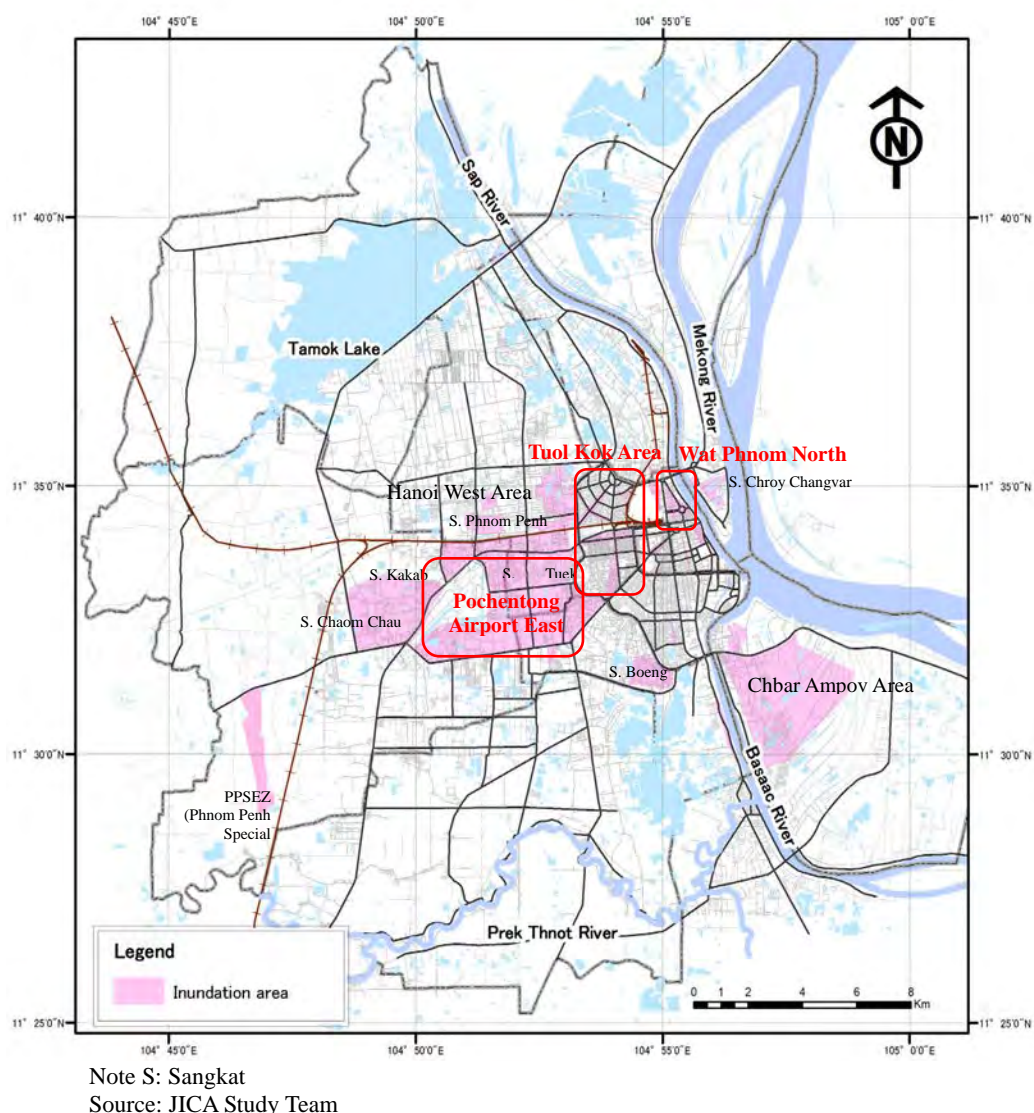 104° 45'0"E
104° 50'0"E
104° 55'0"E
105° 0'0"E
N
Sap River
11° 40'0"N
11° 40'0"N
Mekong River
Tamok Lake
Tuol Kok Area
Wat Phnom North
11° 35'0"N
11° 35'0"N
Hanoi West Area
S. Chroy Changvar
S. Phnom Penh
S. Kakab
S. Tuek
Pochentong
Airport East
S. Chaom Chau
S. Boeng
Chbar Ampov Area
11° 30'0"N
11° 30'0"N
Basaac River
PPSEZ
(Phnom Penh
Special
Prek Thnot River
Legend
Inundation area
0 1 2 4 6 8
Km
11° 25'0"N
11° 25'0"N
104° 45'0"E
104° 50'0"E
104° 55'0"E
105° 0'0"E
Note S: Sangkat
Source: JICA Study Team